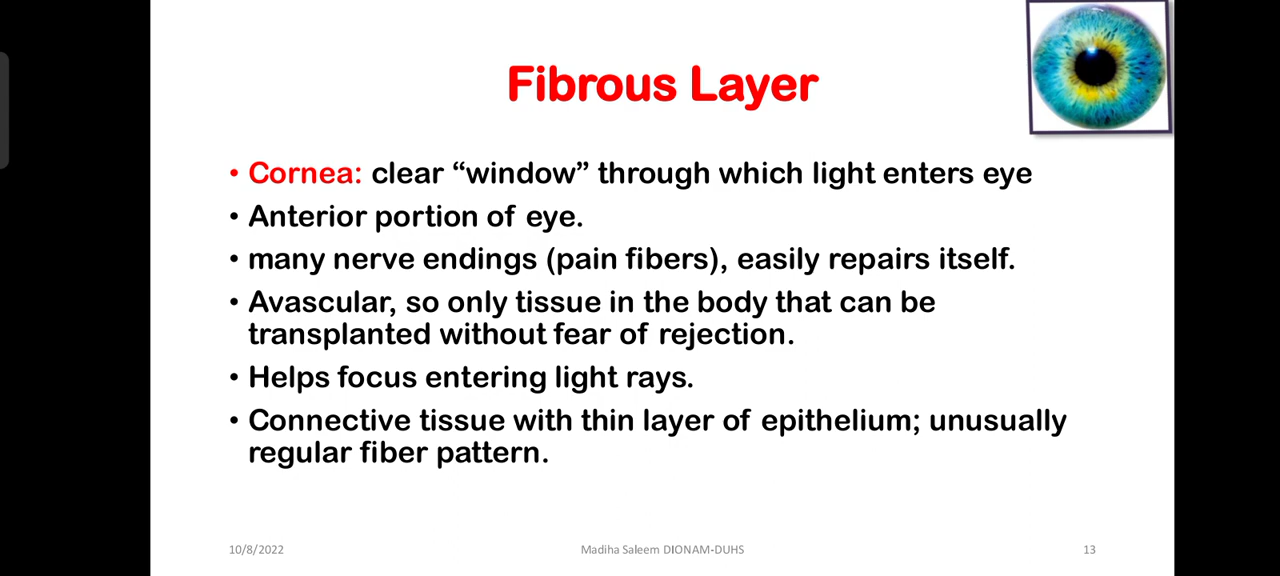 Fibrous Layer
• Cornea: clear “window” through which light enters eye
• Anterior portion of eye.
• many nerve endings (pain fibers), easily repairs itself.
• Avascular, so only tissue in the body that can be
transplanted without fear of rejection.
• Helps focus entering light rays.
• Connective tissue with thin layer of epithelium; unusually
regular fiber pattern.
10/8/2022 Madiha Saleem DIONAM-DUHS 13